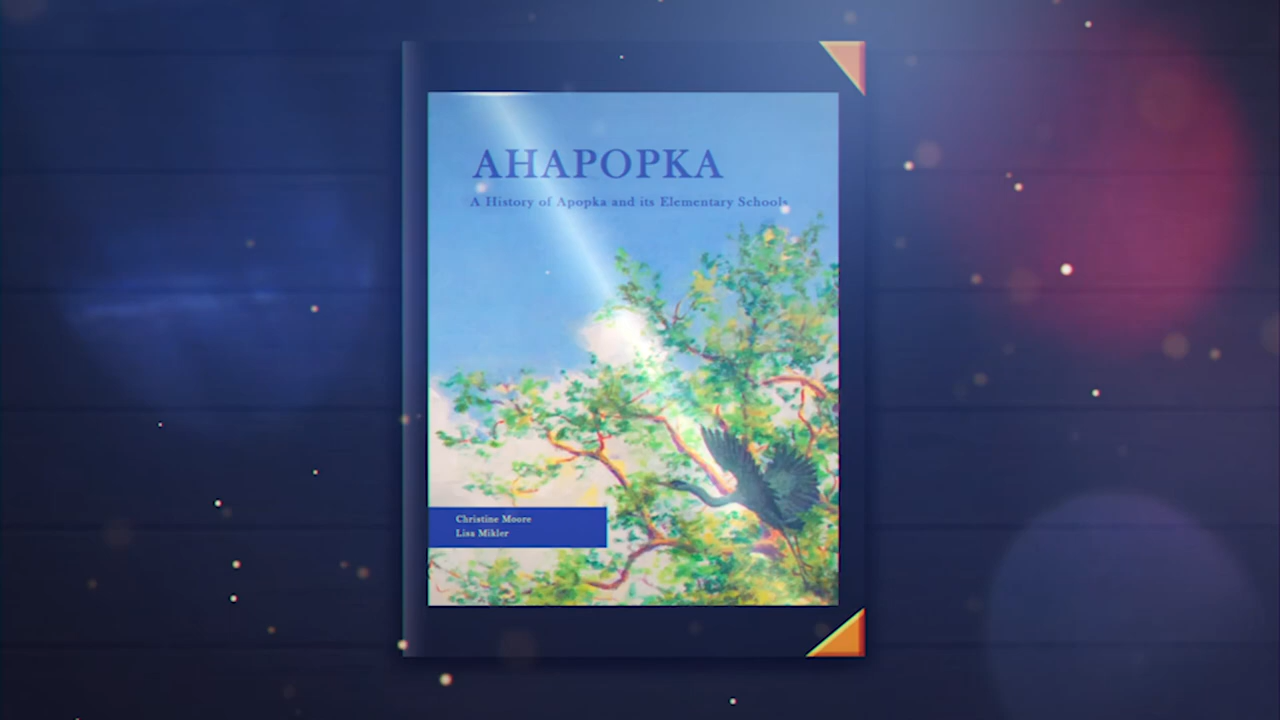 AHAPOPKA
A History of Apopka and its Elementary Schools
Christine Moore
Lisa Mikler